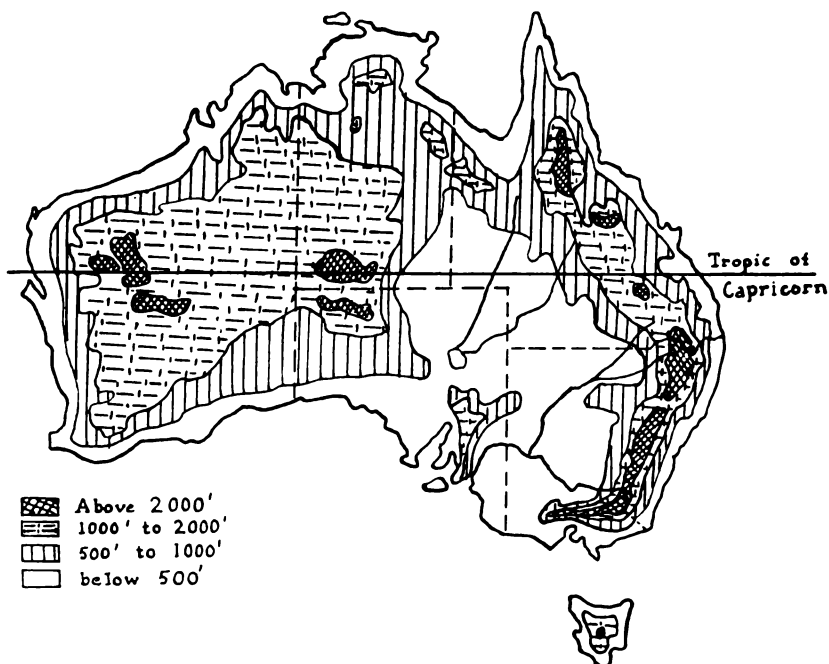 Tropic of
Capricorn
Above 2000'
1000' to 2000'
500' to 1000'
below 500'